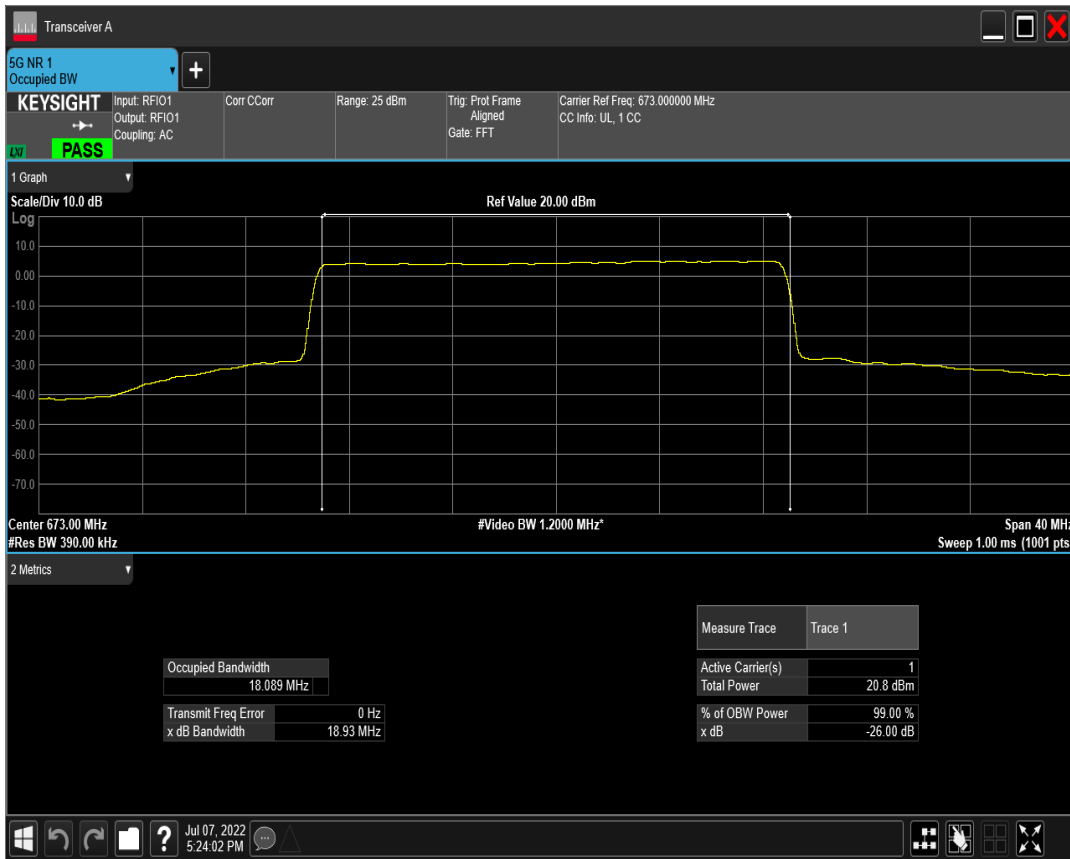 Transceiver A
5G NR 1
Occupied BW
KEYSIGHT
LXI
PASS
Input: RFIO1
Output: RFIO1
Coupling: AC
Corr CCorr
Range: 25 dBm
Trig: Prot Frame
Aligned
Gate: FFT
Carrier Ref Freq: 673.000000 MHz
CC Info: UL, 1 CC
1 Graph
Scale/Div 10.0 dB
Ref Value 20.00 dBm
Log
10.0
0.00
-10.0
-20.0
-30.0
-40.0
-50.0
-60.0
-70.0
Center 673.00 MHz
#Video BW 1.2000 MHz*
Span 40 MHz
#Res BW 390.00 kHz
Sweep 1.00 ms (1001 pts
2 Metrics
Measure Trace Trace 1
Occupied Bandwidth
18.089 MHz
Active Carrier(s) 1
Total Power 20.8 dBm
Transmit Freq Error 0 Hz
x dB Bandwidth 18.93 MHz
% of OBW Power 99.00 %
x dB -26.00 dB
?
Jul 07, 2022
5:24:02 PM